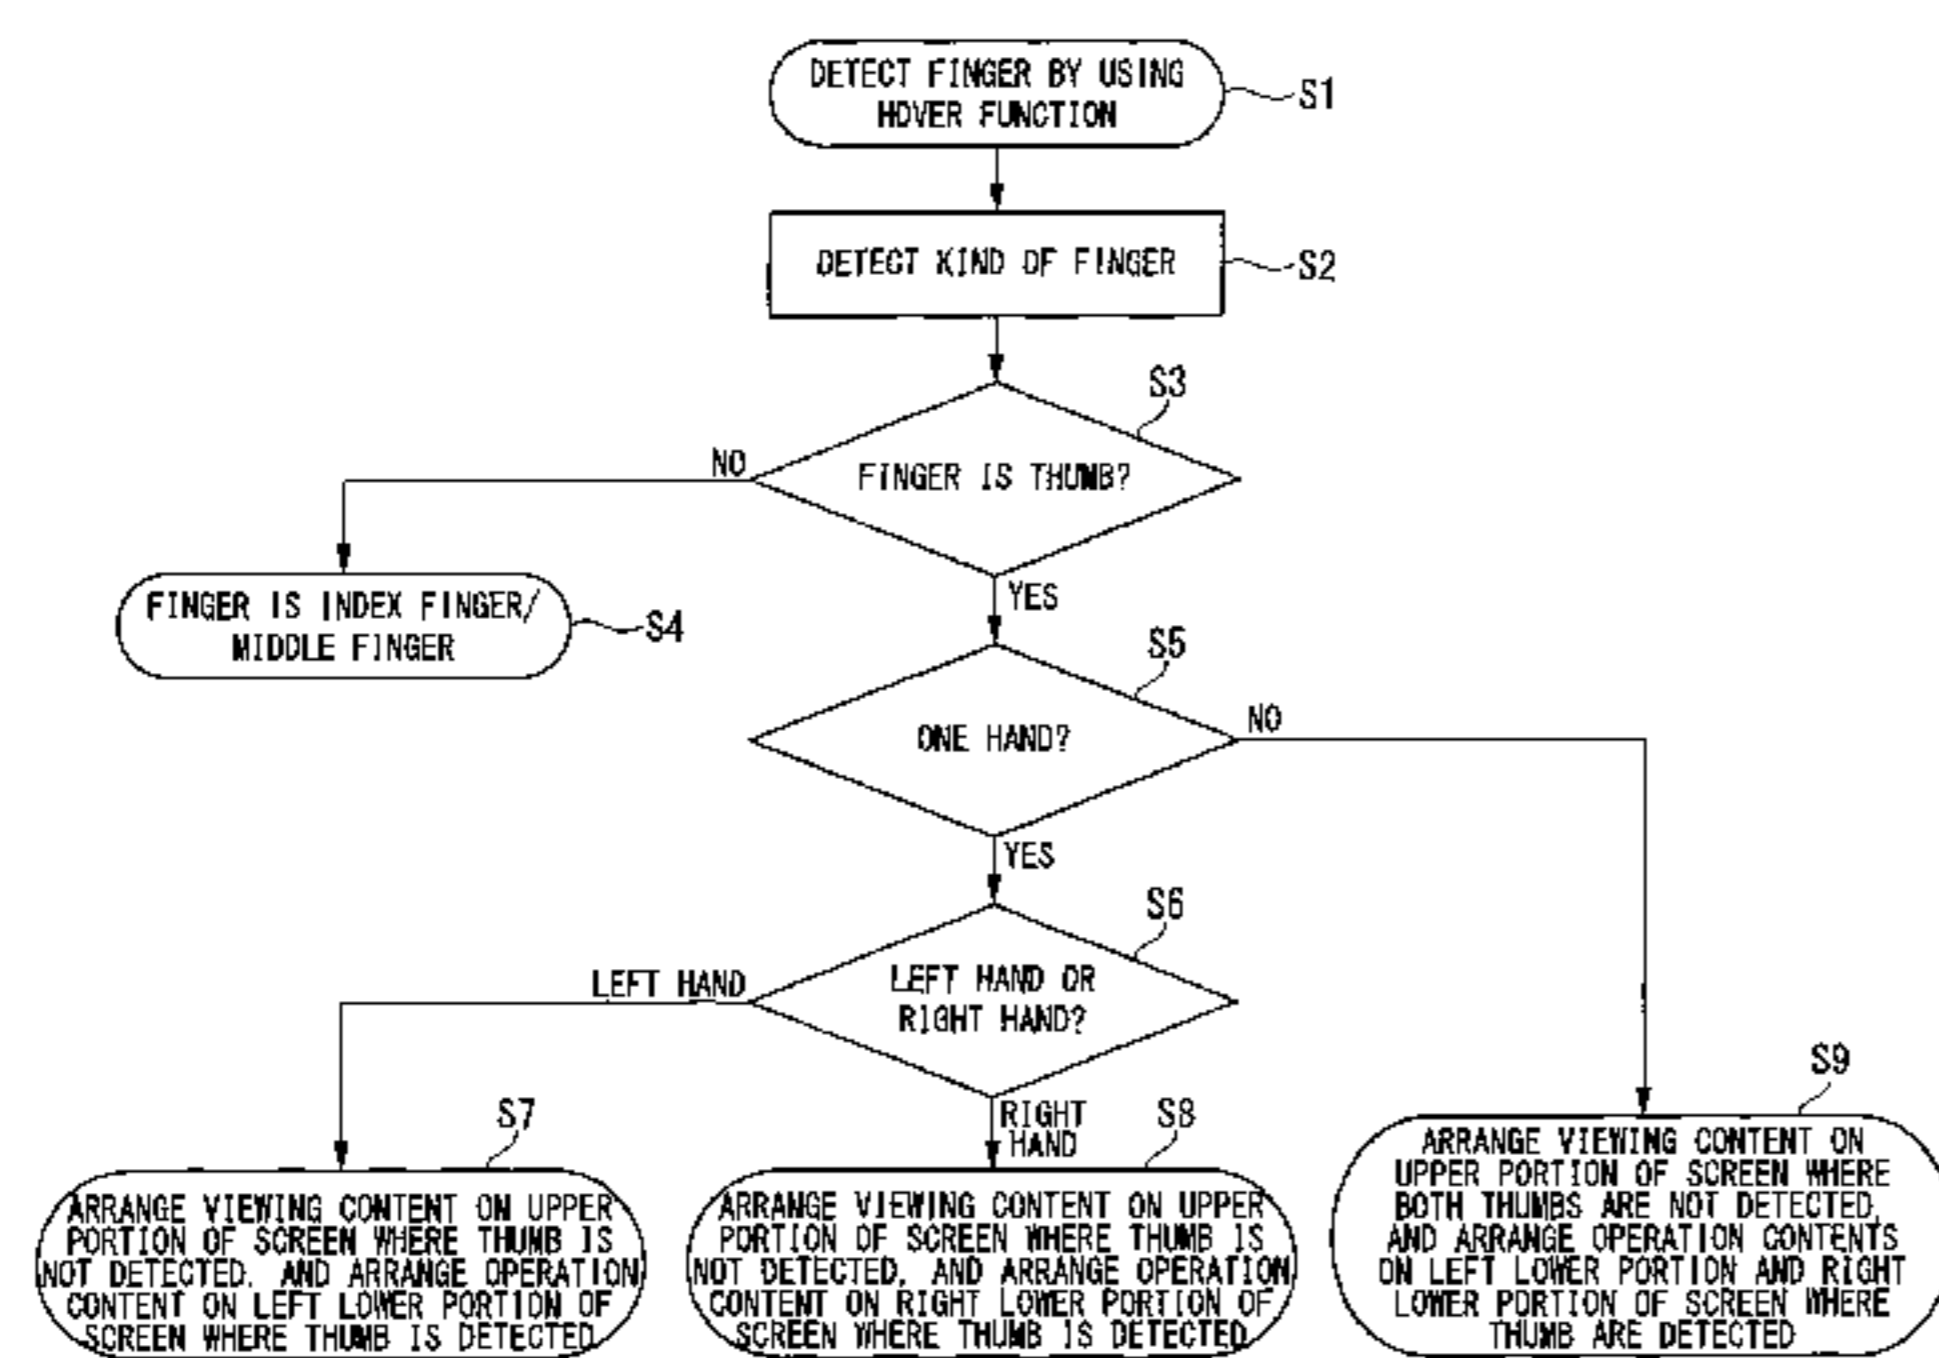 DETECT FINGER BY USING
HOVER FUNCTION
S1
DETECT KIND OF FINGER
S2
S3
NO
FINGER IS THUMB?
FINGER IS INDEX FINGER/
MIDDLE FINGER
S4
YES
S5
ONE HAND?
NO
YES
S6
LEFT HAND
LEFT HAND OR
RIGHT HAND?
S7
RIGHT
HAND
S8
S9
ARRANGE VIEWING CONTENT ON UPPER
PORTION OF SCREEN WHERE THUMB IS
NOT DETECTED, AND ARRANGE OPERATION
CONTENT ON LEFT LOWER PORTION OF
SCREEN WHERE THUMB IS DETECTED
ARRANGE VIEWING CONTENT ON UPPER
PORTION OF SCREEN WHERE THUMB IS
NOT DETECTED, AND ARRANGE OPERATION
CONTENT ON RIGHT LOWER PORTION OF
SCREEN WHERE THUMB IS DETECTED
ARRANGE VIEWING CONTENT ON
UPPER PORTION OF SCREEN WHERE
BOTH THUMBS ARE NOT DETECTED,
AND ARRANGE OPERATION CONTENTS
ON LEFT LOWER PORTION AND RIGHT
LOWER PORTION OF SCREEN WHERE
THUMB ARE DETECTED